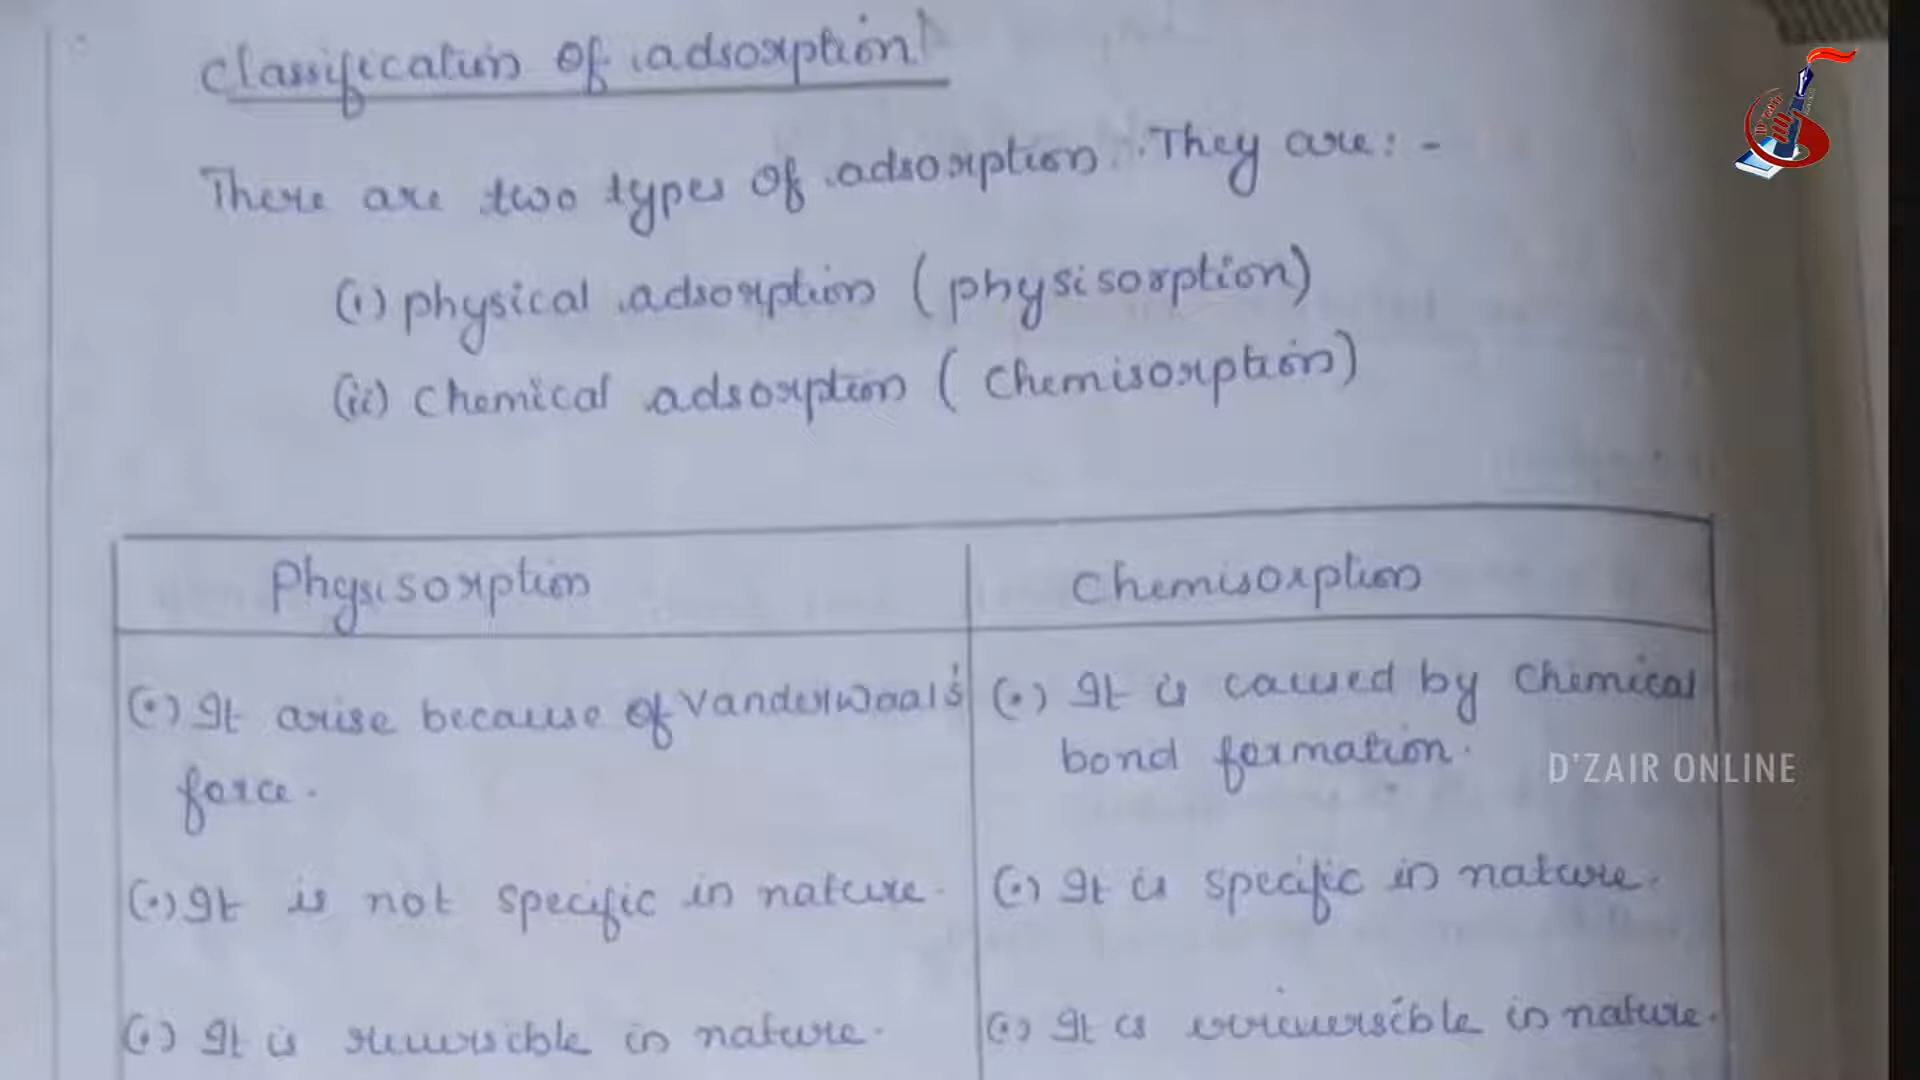 Classification of adsorption
There are two types of adsorption. They are: -
(i) physical adsorption (physisorption)
(ii) chemical adsorption (chemisorption)
Physisorption
(•) It arise because of Vanderwaal's
force.
(•) It is not specific in nature.
(•) It is reversible in nature.
Chemisorption
(•) It is caused by chemical
bond formation.
(•) It is specific in nature.
(•) It is irriversible in nature.
D'ZAIR ONLINE